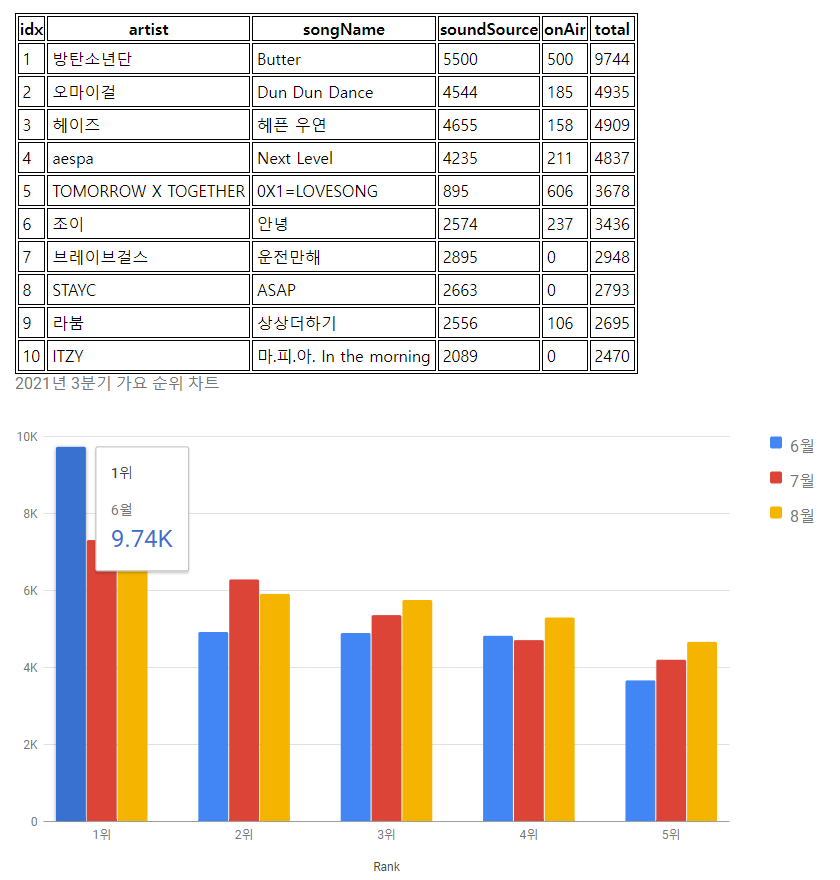 idx artist songName soundSource onAir total
1 방탄소년단 Butter 5500 500 9744
2 오마이걸 Dun Dun Dance 4544 185 4935
3 헤이즈 헤픈 우연 4655 158 4909
4 aespa Next Level 4235 211 4837
5 TOMORROW X TOGETHER 0X1=LOVESONG 895 606 3678
6 조이 안녕 2574 237 3436
7 브레이브걸스 운전만해 2895 0 2948
8 STAYC ASAP 2663 0 2793
9 라붐 상상더하기 2556 106 2695
10 ITZY 마.피.아. In the morning 2089 0 2470
2021년 3분기 가요 순위 차트
10K
8K
6K
4K
2K
0
1위
6월
9.74K
6월
7월
8월
1위 2위 3위 4위 5위
Rank